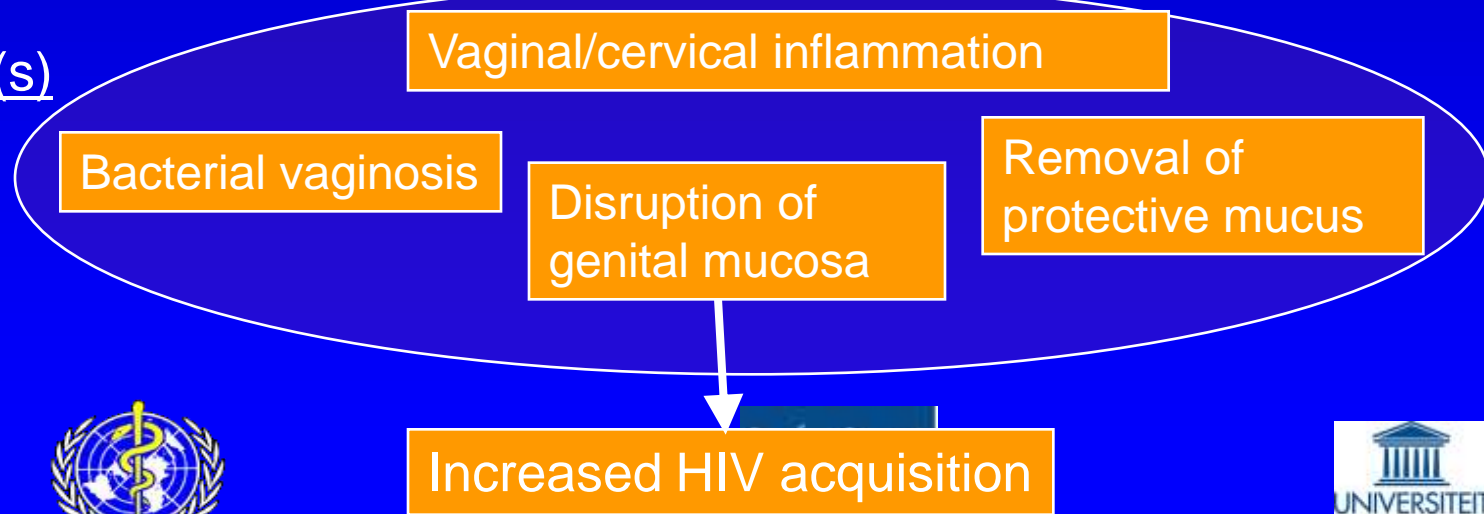 (s)
Vaginal/cervical inflammation
Bacterial vaginosis
Disruption of
genital mucosa
Removal of
protective mucus
Increased HIV acquisition
UNIVERSITEIT